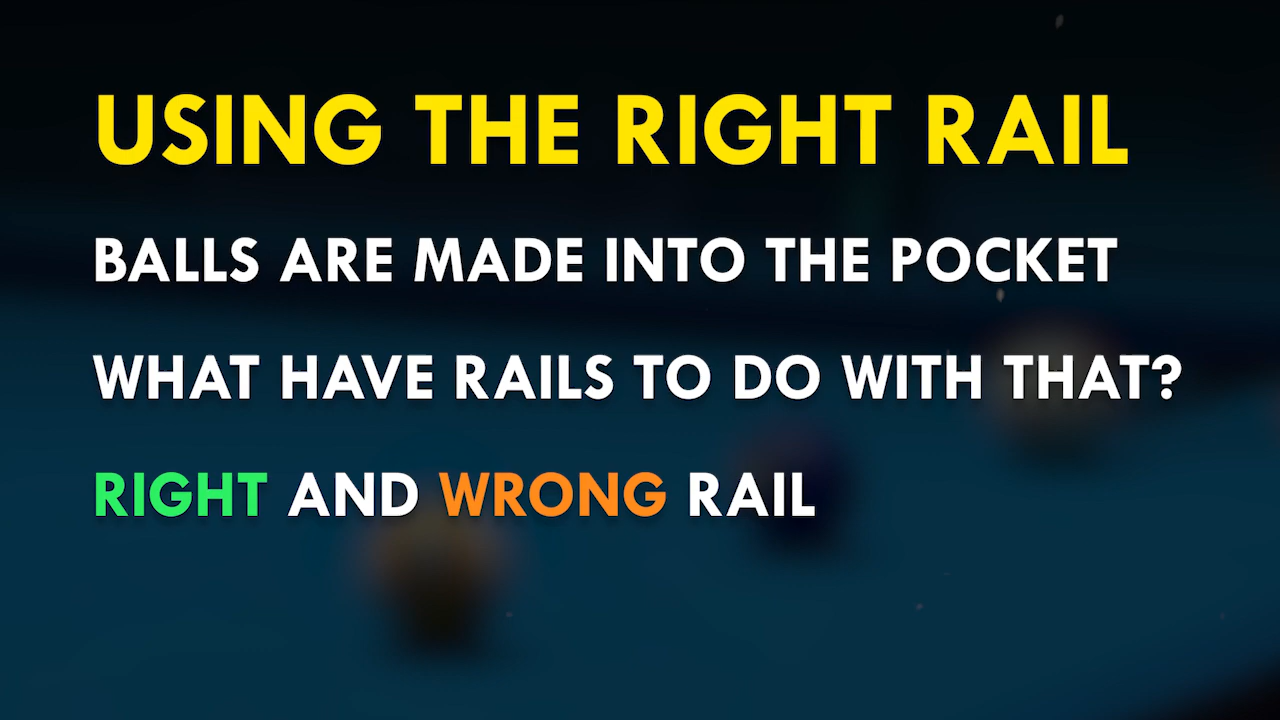 USING THE RIGHT RAIL
BALLS ARE MADE INTO THE POCKET
WHAT HAVE RAILS TO DO WITH THAT?
RIGHT AND WRONG RAIL